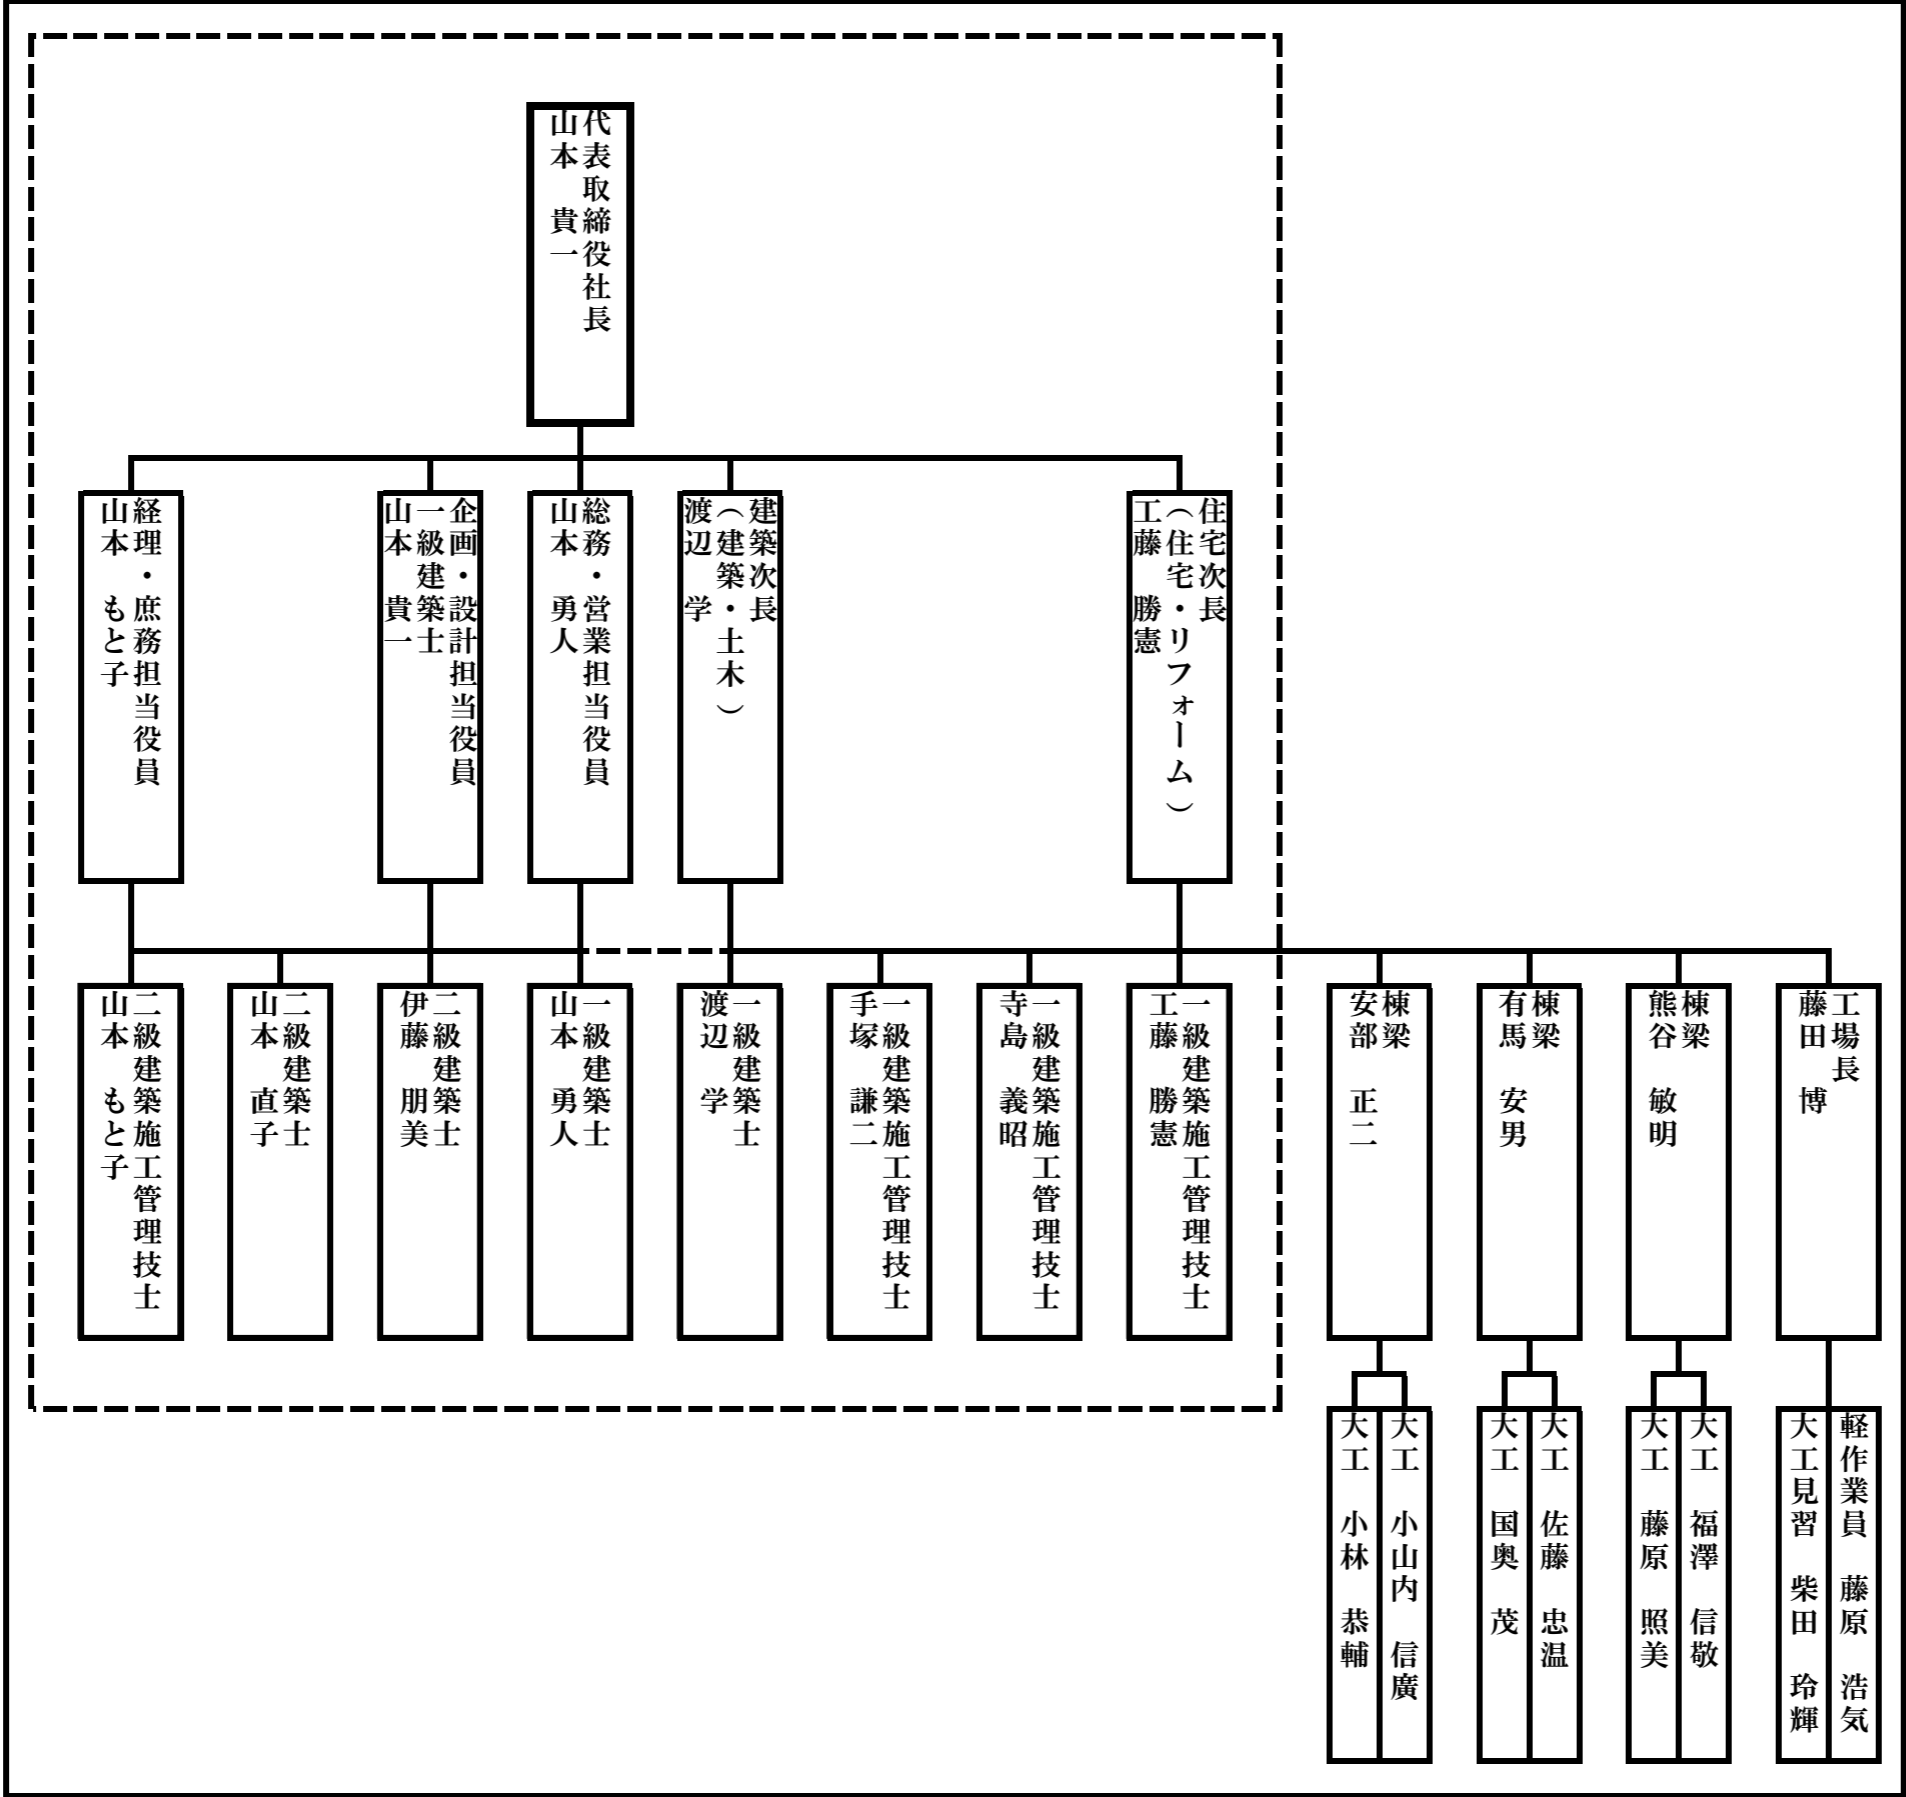 代表取締役社長
山本　貴一
住宅次長
（住宅・リフォーム）
工藤　勝憲
建築次長
（建築・土木）
渡辺　学
総務・営業担当役員
山本　勇人
企画・設計担当役員
一級建築士
山本　貴一
経理・庶務担当役員
山本　もと子
工場長
藤田　博
棟梁
熊谷　敏明
棟梁
有馬　安男
棟梁
安部　正二
一級建築施工管理技士
工藤　勝憲
一級建築施工管理技士
寺島　義昭
一級建築施工管理技士
手塚　謙二
一級建築士
渡辺　学
一級建築士
山本　勇人
二級建築士
伊藤　朋美
二級建築士
山本　直子
二級建築施工管理技士
山本　もと子
軽作業員　藤原　浩気
大工見習　柴田　玲輝
大工　福澤　信敬
大工　藤原　照美
大工　佐藤　忠温
大工　国奥　茂
大工　小山内　信廣
大工　小林　恭輔